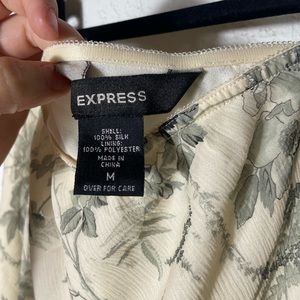 EXPRESS
SHELL:
100% SILK
LINING:
100% POLYESTER
MADE IN
CHINA
M
OVER FOR CARE